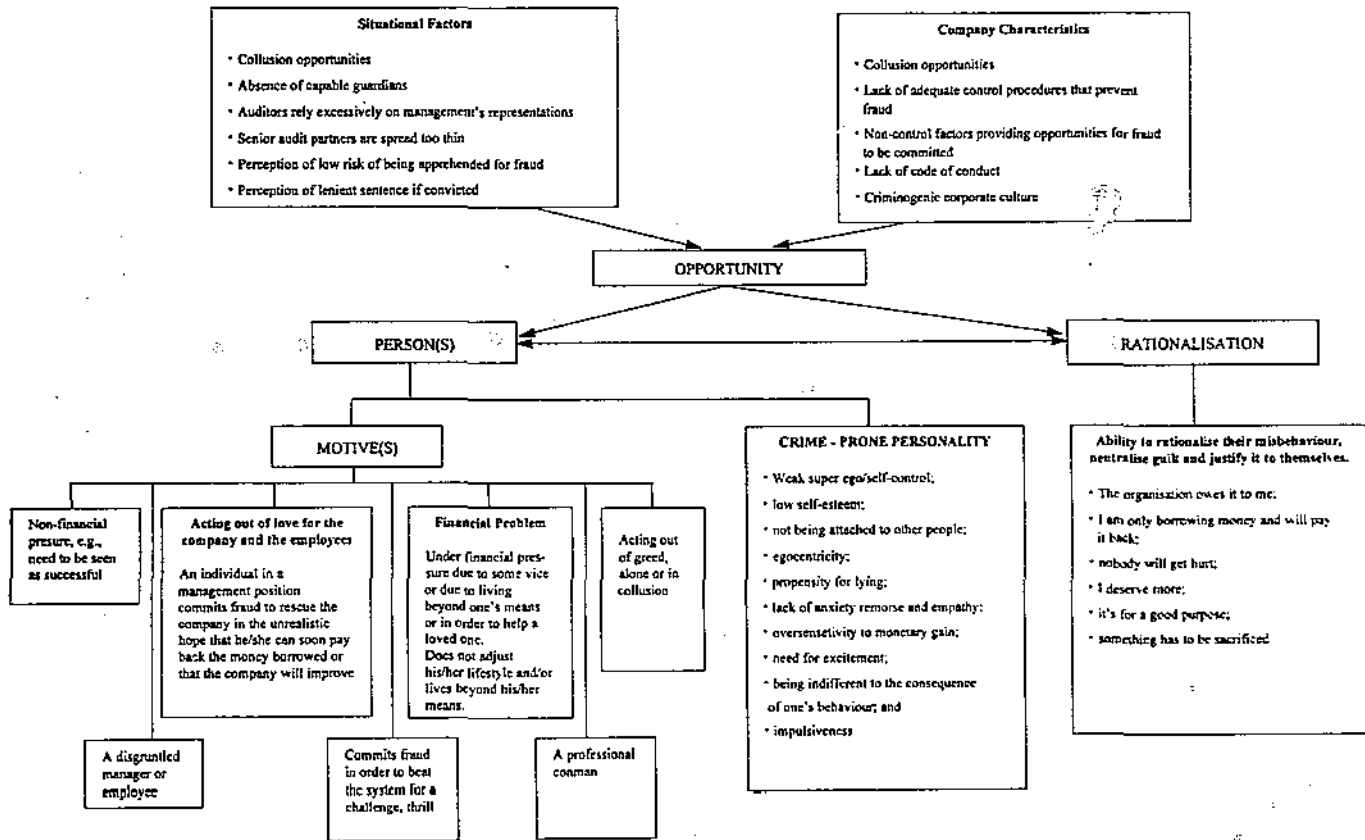 Situational Factors
• Collusion opportunities
• Absence of capable guardians
• Auditors rely excessively on management's representations
• Senior audit partners are spread too thin
• Perception of low risk of being apprehended for fraud
• Perception of lenient sentence if convicted
Company Characteristics
• Collusion opportunities
• Lack of adequate control procedures that prevent
fraud
• Non-control factors providing opportunities for fraud
to be committed
• Lack of code of conduct
• Criminogenic corporate culture
OPPORTUNITY
PERSON(S)
RATIONALISATION
MOTIVE(S)
Non-financial
presure, e.g.,
need to be seen
as successful
Acting out of love for the
company and the employees
An individual in a
management position
commits fraud to rescue the
company in the unrealistic
hope that he/she can soon pay
back the money borrowed or
that the company will improve
Financial Problem
Under financial pres-
sure due to some vice
or due to living
beyond one's means
or in order to help a
loved one.
Does not adjust
his/her lifestyle and/or
lives beyond his/her
means.
Acting out
of greed,
alone or in
collusion
A disgruntled
manager or
employee
Commits fraud
in order to beat
the system for a
challenge, thrill
A professional
conman
CRIME - PRONE PERSONALITY
• Weak super ego/self-control;
• low self-esteem;
• not being attached to other people;
• egocentricity;
• propensity for lying;
• lack of anxiety remorse and empathy;
• oversensetivity to monetary gain;
• need for excitement;
• being indifferent to the consequence
of one's behaviour; and
• impulsiveness
Ability to rationalise their misbehaviour,
neutralise guilt and justify it to themselves.
• The organisation owes it to me;
• I am only borrowing money and will pay
it back;
• nobody will get hurt;
• I deserve more;
• it's for a good purpose;
• something has to be sacrificed